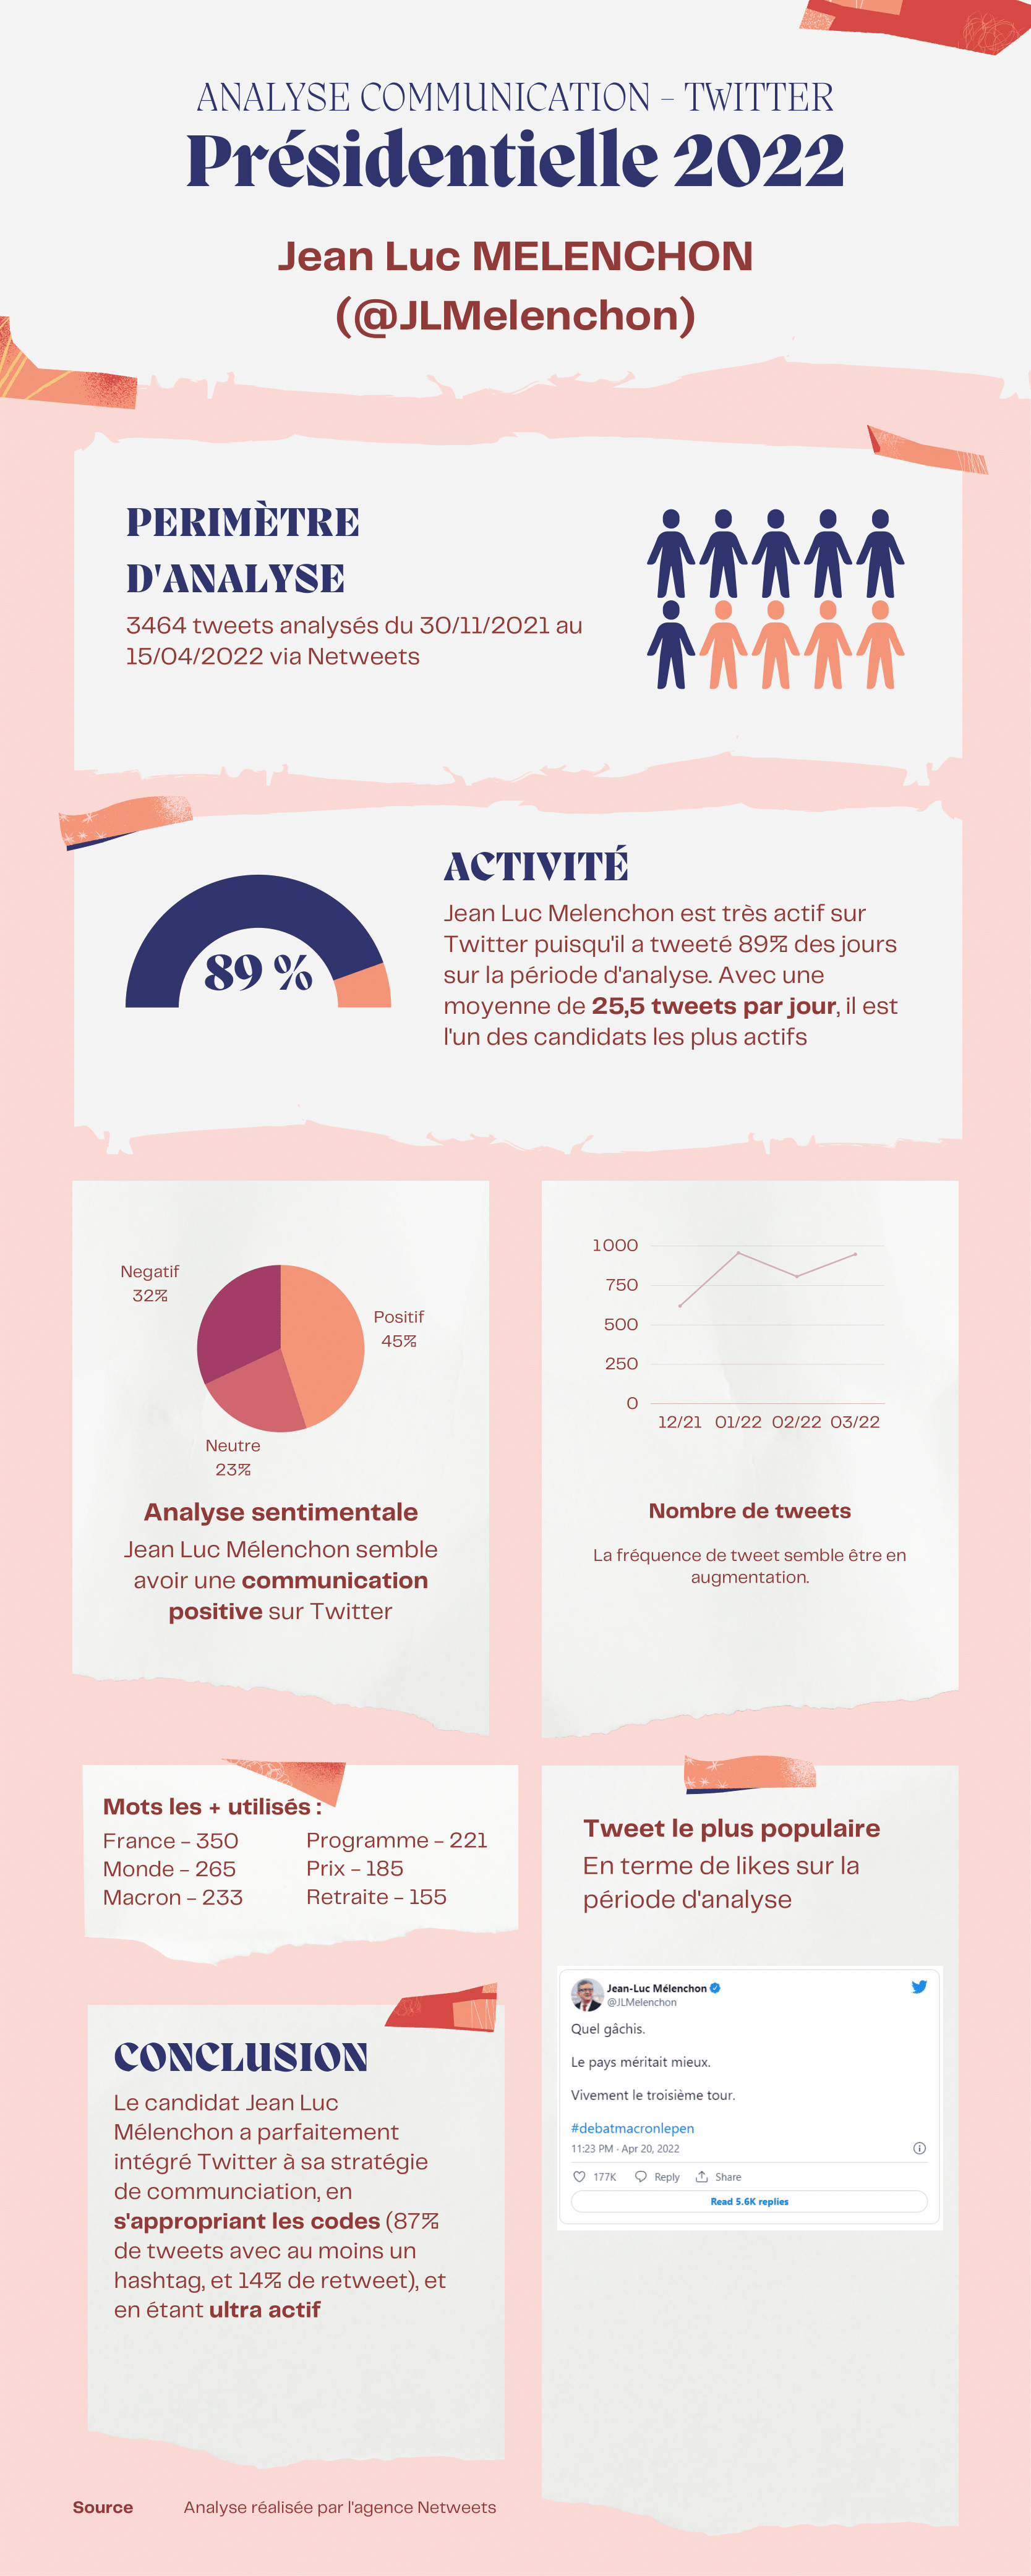 ANALYSE COMMUNICATION - TWITTER
Présidentielle 2022
Jean Luc MELENCHON
(@JLMelenchon)
PERIMÈTRE
D'ANALYSE
3464 tweets analysés du 30/11/2021 au
15/04/2022 via Netweets
89 %
ACTIVITÉ
Jean Luc Melenchon est très actif sur
Twitter puisqu'il a tweeté 89% des jours
sur la période d'analyse. Avec une
moyenne de 25,5 tweets par jour, il est
l'un des candidats les plus actifs
Negatif
32%
Positif
45%
Neutre
23%
Analyse sentimentale
Jean Luc Mélenchon semble
avoir une communication
positive sur Twitter
1000
750
500
250
0
12/21 01/22 02/22 03/22
Nombre de tweets
La fréquence de tweet semble être en
augmentation.
Mots les + utilisés :
France - 350
Monde - 265
Macron - 233
Programme - 221
Prix - 185
Retraite - 155
Tweet le plus populaire
En terme de likes sur la
période d'analyse
Jean-Luc Mélenchon
@JLMelenchon
Quel gâchis.
Le pays méritait mieux.
Vivement le troisième tour.
#debatmacronlepen
11:23 PM · Apr 20, 2022
177K Reply Share
Read 5.6K replies
CONCLUSION
Le candidat Jean Luc
Mélenchon a parfaitement
intégré Twitter à sa stratégie
de communciation, en
s'appropriant les codes (87%
de tweets avec au moins un
hashtag, et 14% de retweet), et
en étant ultra actif
Source Analyse réalisée par l'agence Netweets